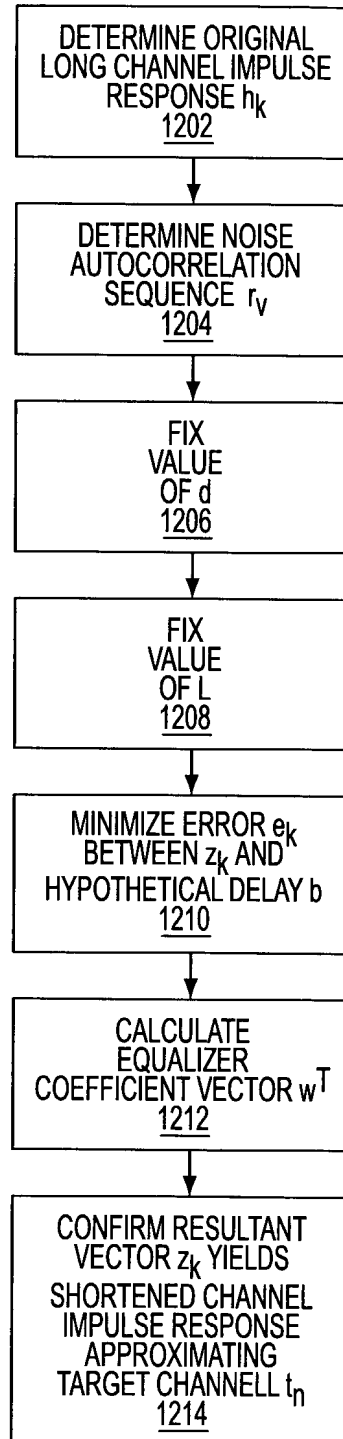 DETERMINE ORIGINAL
LONG CHANNEL IMPULSE
RESPONSE hk
1202
DETERMINE NOISE
AUTOCORRELATION
SEQUENCE rv
1204
FIX
VALUE
OF d
1206
FIX
VALUE
OF L
1208
MINIMIZE ERROR ek
BETWEEN zk AND
HYPOTHETICAL DELAY b
1210
CALCULATE
EQUALIZER
COEFFICIENT VECTOR wT
1212
CONFIRM RESULTANT
VECTOR zk YIELDS
SHORTENED CHANNEL
IMPULSE RESPONSE
APPROXIMATING
TARGET CHANNELL tn
1214